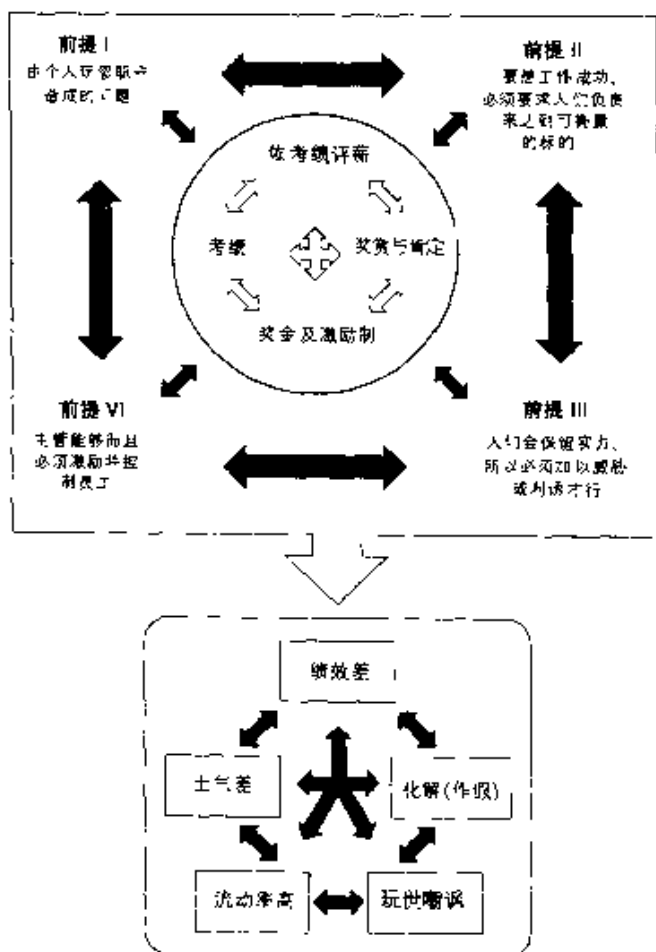 前提 I
由个人
造成的问题
前提 II
要想工作成功、
必须要求人们负责
来达到可衡量
的标的
依考绩评薪
考绩
奖赏与肯定
奖金及激励制
前提 VI
主管能够而且
必须激励并控
制员工
前提 III
人们会保留实力、
所以必须加以威胁
或利诱才行
绩效差
士气差
化解(作假)
流动率高
玩世嘲讽